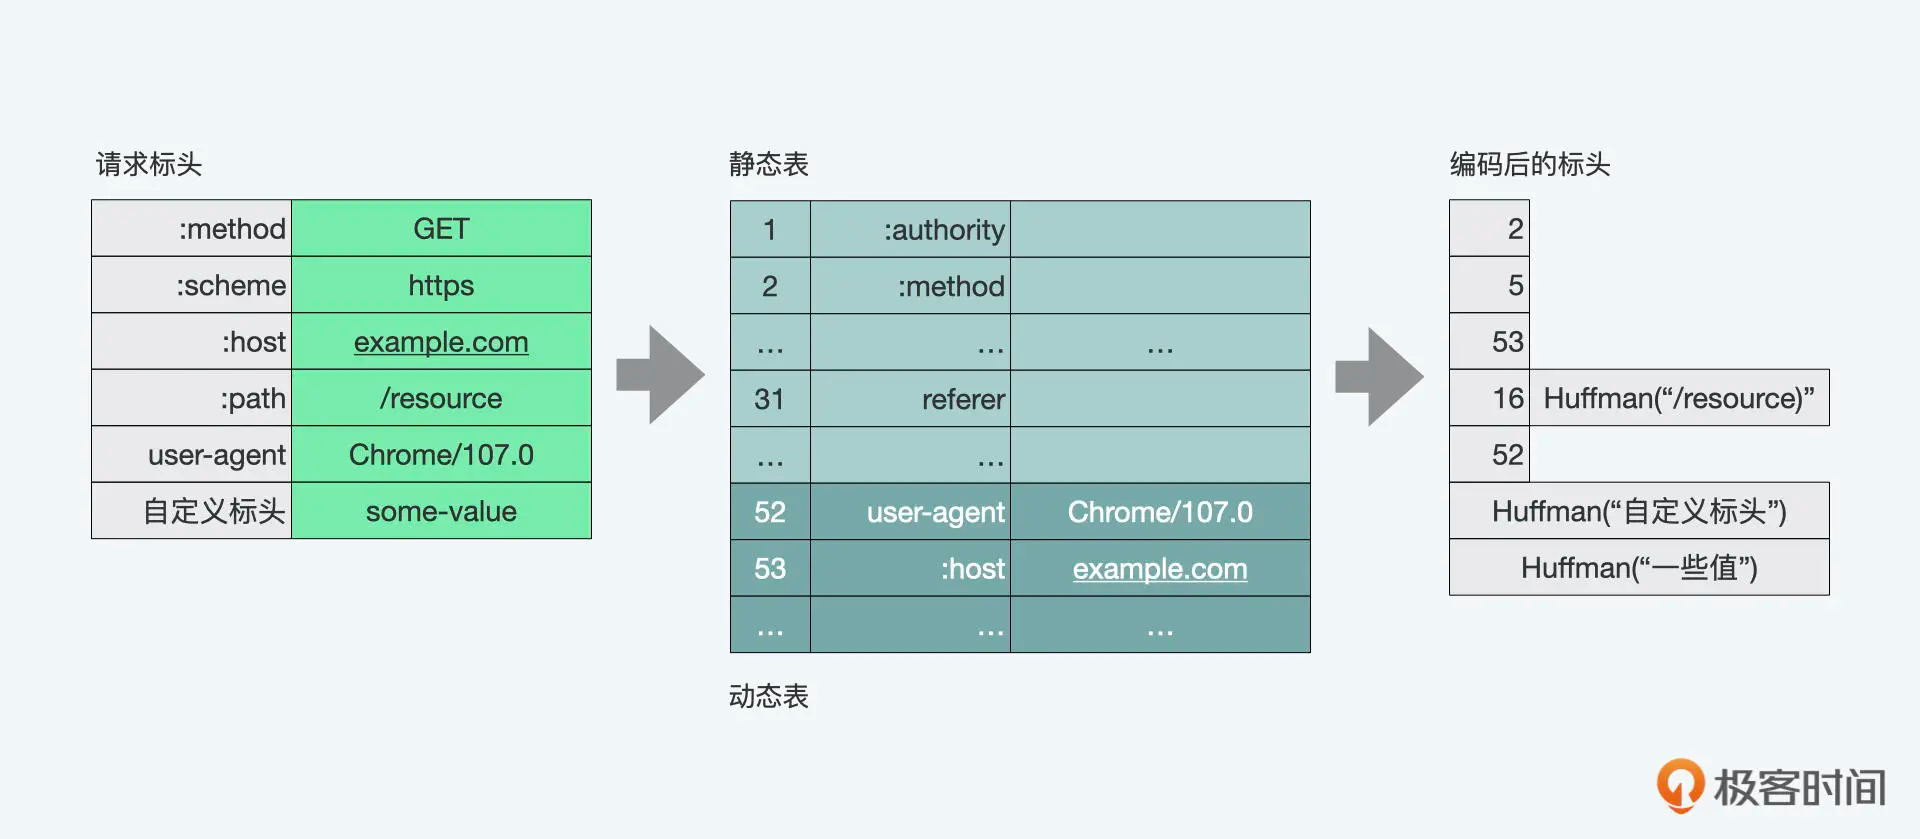 请求标头
:method GET
:scheme https
:host example.com
:path /resource
user-agent Chrome/107.0
自定义标头 some-value
静态表
1 :authority
2 :method
... ... ...
31 referer
... ...
52 user-agent Chrome/107.0
53 :host example.com
... ... ...
动态表
编码后的标头
2
5
53
16 Huffman(“/resource)”
52
Huffman(“自定义标头”)
Huffman(“一些值”)
极客时间